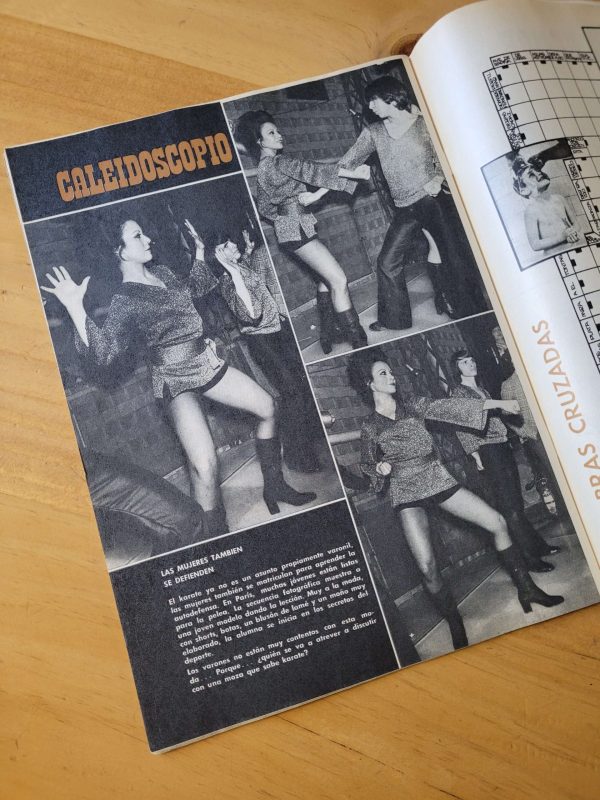 CALEIDOSCOPIO
LAS MUJERES TAMBIEN
SE DEFIENDEN
El karate ya no es un asunto propiamente varonil,
las mujeres también se matriculan para aprender la
autodefensa. En París, muchas jóvenes están listas
para la pelea. La secuencia fotográfica muestra a
una joven modelo dando la lección. Muy a la moda,
con shorts, botas, un blusón de lamé y un moño muy
elaborado, la alumna se inicia en los secretos del
deporte.
Los varones no están muy contentos con esta mo-
da... Porque... ¿quién se va a atrever a discutir
con una moza que sabe karate?
BRAS CRUZADAS